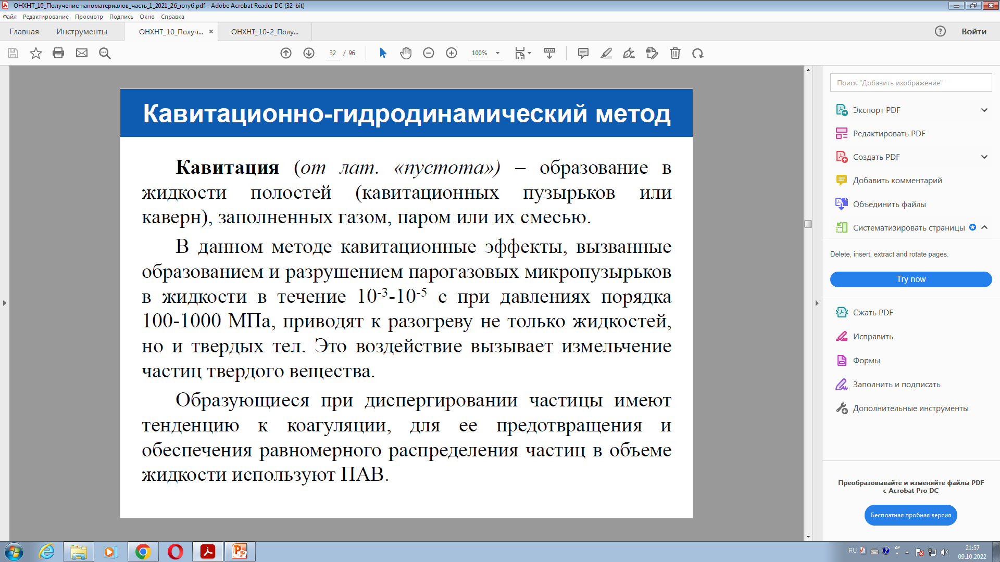 ОНХНТ_10_Получение наноматериалов_часть_1_2021_26_ютуб.pdf - Adobe Acrobat Reader DC (32-bit)
Файл Редактирование Просмотр Подпись Окно Справка
Главная Инструменты ОНХНТ_10_Получ... × ОНХНТ_10-2_Полу... Войти
32 / 96 100%
Кавитационно-гидродинамический метод
Кавитация (от лат. «пустота») – образование в
жидкости полостей (кавитационных пузырьков или
каверн), заполненных газом, паром или их смесью.
В данном методе кавитационные эффекты, вызванные
образованием и разрушением парогазовых микропузырьков
в жидкости в течение 10⁻³-10⁻⁵ с при давлениях порядка
100-1000 МПа, приводят к разогреву не только жидкостей,
но и твердых тел. Это воздействие вызывает измельчение
частиц твердого вещества.
Образующиеся при диспергировании частицы имеют
тенденцию к коагуляции, для ее предотвращения и
обеспечения равномерного распределения частиц в объеме
жидкости используют ПАВ.
Поиск "Добавить изображение"
Экспорт PDF
Редактировать PDF
Создать PDF
Добавить комментарий
Объединить файлы
Систематизировать страницы
Delete, insert, extract and rotate pages.
Try now
Сжать PDF
Исправить
Формы
Заполнить и подписать
Дополнительные инструменты
Преобразовывайте и изменяйте файлы PDF
с Acrobat Pro DC
Бесплатная пробная версия
RU
21:57
09.10.2022